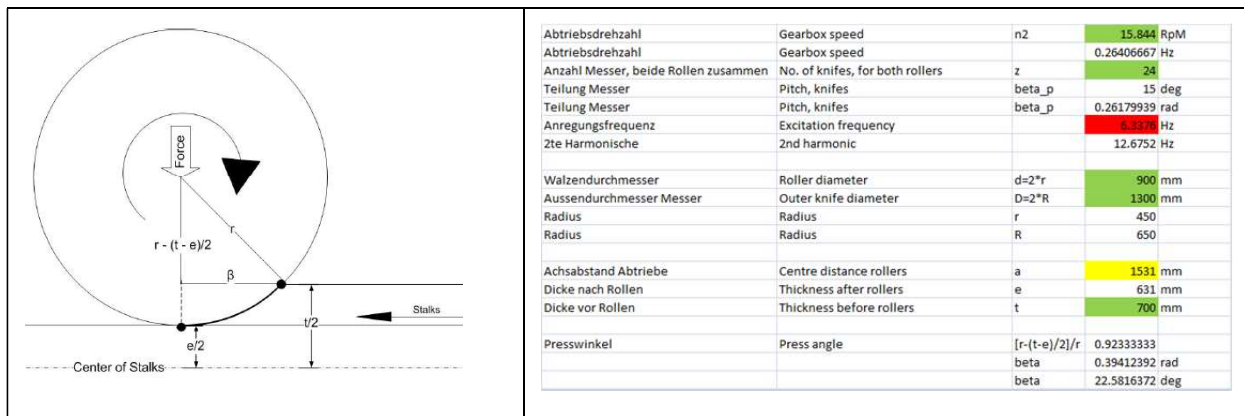 Force
r
r - (t - e)/2
β
Stalks
t/2
e/2
Center of Stalks
Abtriebsdrehzahl Gearbox speed n2 15.844 RpM
Abtriebsdrehzahl Gearbox speed 0.26406667 Hz
Anzahl Messer, beide Rollen zusammen No. of knifes, for both rollers z 24
Teilung Messer Pitch, knifes beta_p 15 deg
Teilung Messer Pitch, knifes beta_p 0.26179939 rad
Anregungsfrequenz Excitation frequency 6.3376 Hz
2te Harmonische 2nd harmonic 12.6752 Hz
Walzendurchmesser Roller diameter d=2*r 900 mm
Aussendurchmesser Messer Outer knife diameter D=2*R 1300 mm
Radius Radius r 450
Radius Radius R 650
Achsabstand Abtriebe Centre distance rollers a 1531 mm
Dicke nach Rollen Thickness after rollers e 631 mm
Dicke vor Rollen Thickness before rollers t 700 mm
Presswinkel Press angle [r-(t-e)/2]/r 0.92333333
beta 0.39412392 rad
beta 22.5816372 deg